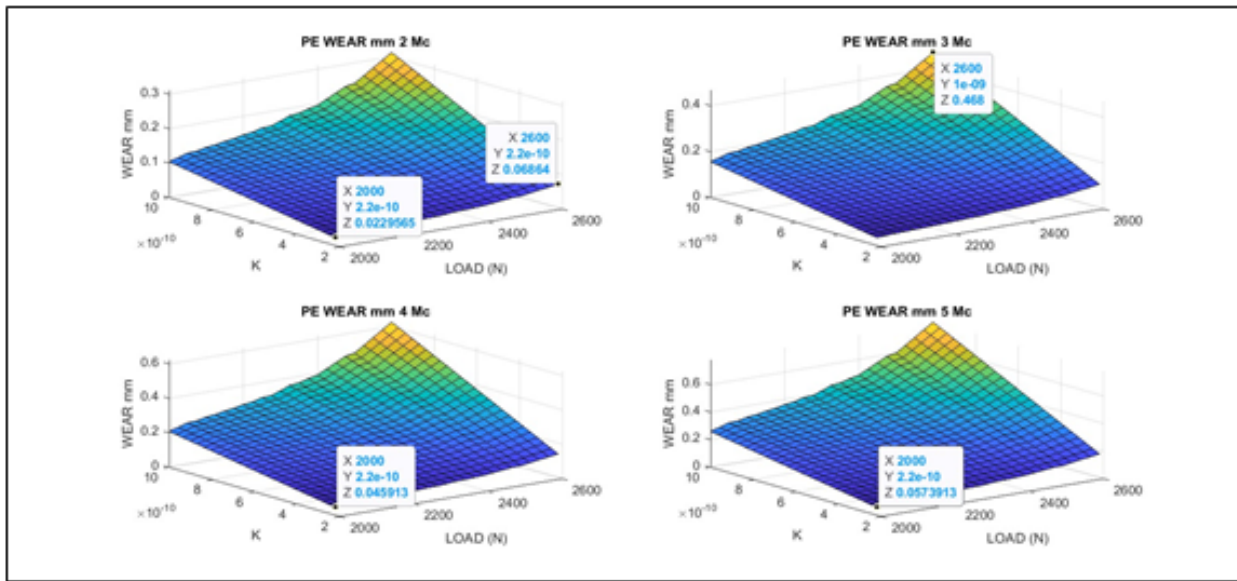 PE WEAR mm 2 Mc
WEAR mm
0.3
0.2
0.1
0
10
8
6
4
2
×10⁻¹⁰
K
2000
2200
2400
2600
LOAD (N)
X 2600
Y 2.2e-10
Z 0.06864
X 2000
Y 2.2e-10
Z 0.0229565
PE WEAR mm 3 Mc
WEAR mm
0.4
0.2
0
10
8
6
4
2
×10⁻¹⁰
K
2000
2200
2400
2600
LOAD (N)
X 2600
Y 1e-09
Z 0.468
PE WEAR mm 4 Mc
WEAR mm
0.6
0.4
0.2
0
10
8
6
4
2
×10⁻¹⁰
K
2000
2200
2400
2600
LOAD (N)
X 2000
Y 2.2e-10
Z 0.045913
PE WEAR mm 5 Mc
WEAR mm
0.6
0.4
0.2
0
10
8
6
4
2
×10⁻¹⁰
K
2000
2200
2400
2600
LOAD (N)
X 2000
Y 2.2e-10
Z 0.0573913